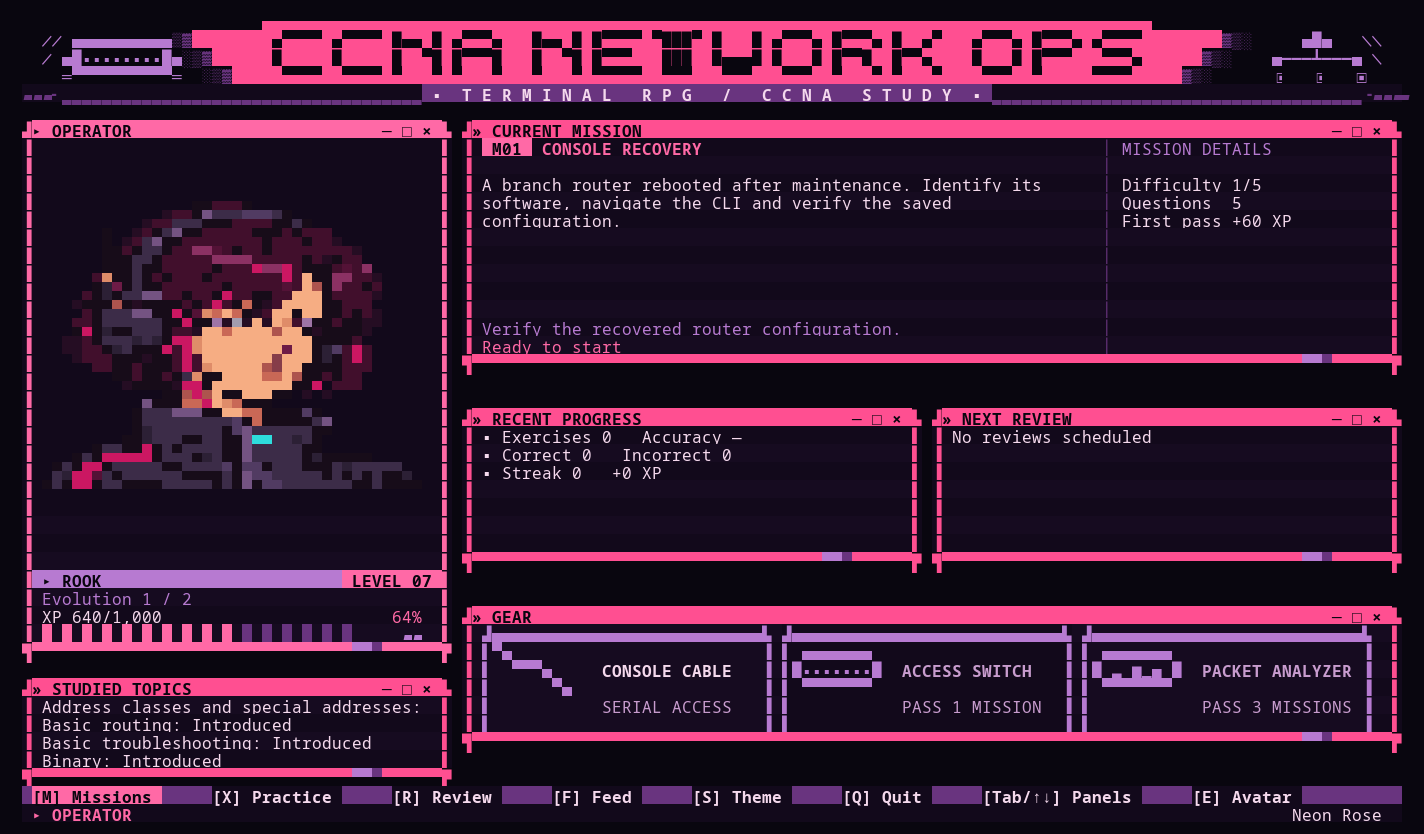 CCNA NETWORK OPS
▪ TERMINAL RPG / CCNA STUDY ▪
▸ OPERATOR — □ ×
» CURRENT MISSION — □ ×
M01 CONSOLE RECOVERY
A branch router rebooted after maintenance. Identify its
software, navigate the CLI and verify the saved
configuration.
Verify the recovered router configuration.
Ready to start
MISSION DETAILS
Difficulty 1/5
Questions 5
First pass +60 XP
» RECENT PROGRESS — □ ×
▪ Exercises 0 Accuracy —
▪ Correct 0 Incorrect 0
▪ Streak 0 +0 XP
» NEXT REVIEW — □ ×
No reviews scheduled
▸ ROOK LEVEL 07
Evolution 1 / 2
XP 640/1,000 64%
» STUDIED TOPICS — □ ×
Address classes and special addresses:
Basic routing: Introduced
Basic troubleshooting: Introduced
Binary: Introduced
» GEAR — □ ×
CONSOLE CABLE
SERIAL ACCESS
ACCESS SWITCH
PASS 1 MISSION
PACKET ANALYZER
PASS 3 MISSIONS
[M] Missions [X] Practice [R] Review [F] Feed [S] Theme [Q] Quit [Tab/↑↓] Panels [E] Avatar
▸ OPERATOR Neon Rose